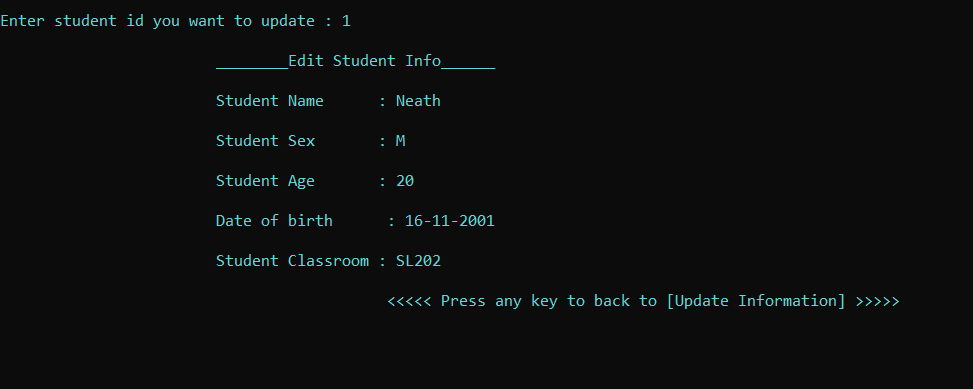 Enter student id you want to update : 1
________Edit Student Info______
Student Name      : Neath
Student Sex       : M
Student Age       : 20
Date of birth      : 16-11-2001
Student Classroom : SL202
<<<<< Press any key to back to [Update Information] >>>>>